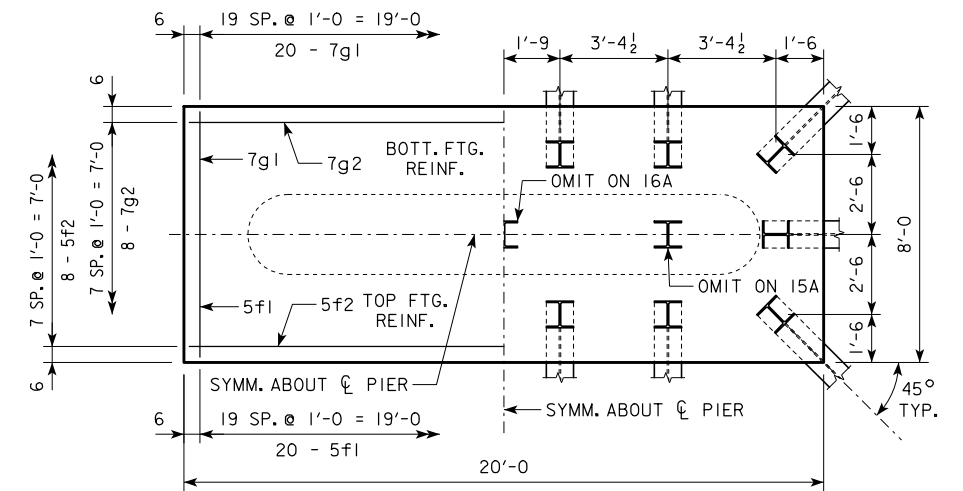 6
19 SP. @ 1'-0 = 19'-0
20 - 7g1
1'-9
3'-4½
3'-4½
1'-6
6
7g1
7g2
BOTT. FTG.
REINF.
OMIT ON 16A
1'-6
2'-6
8'-0
2'-6
1'-6
7 SP. @ 1'-0 = 7'-0
8 - 5f2
7 SP. @ 1'-0 = 7'-0
8 - 7g2
OMIT ON 15A
5f1
5f2
TOP FTG.
REINF.
6
SYMM. ABOUT ℄ PIER
SYMM. ABOUT ℄ PIER
45°
TYP.
6
19 SP. @ 1'-0 = 19'-0
20 - 5f1
20'-0